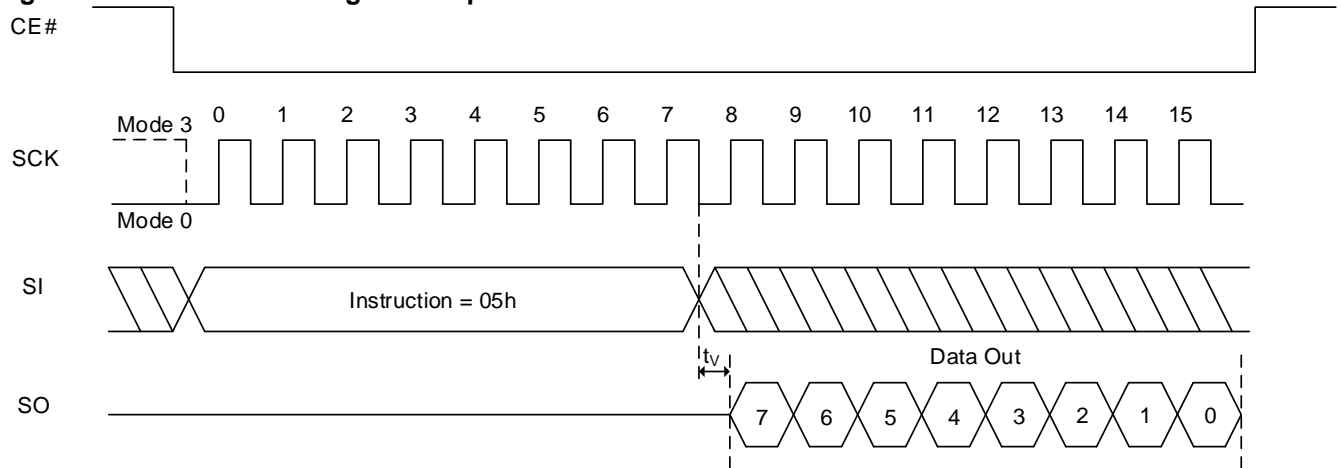 CE#
0 1 2 3 4 5 6 7 8 9 10 11 12 13 14 15
Mode 3
SCK
Mode 0
SI
Instruction = 05h
tV
Data Out
SO
7 6 5 4 3 2 1 0